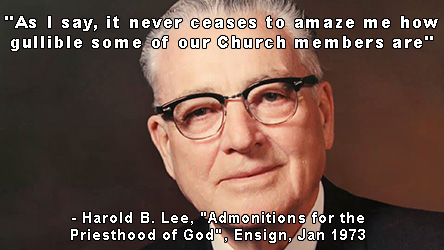 "As I say, it never ceases to amaze me how
gullible some of our Church members are"
- Harold B. Lee, "Admonitions for the
Priesthood of God", Ensign, Jan 1973